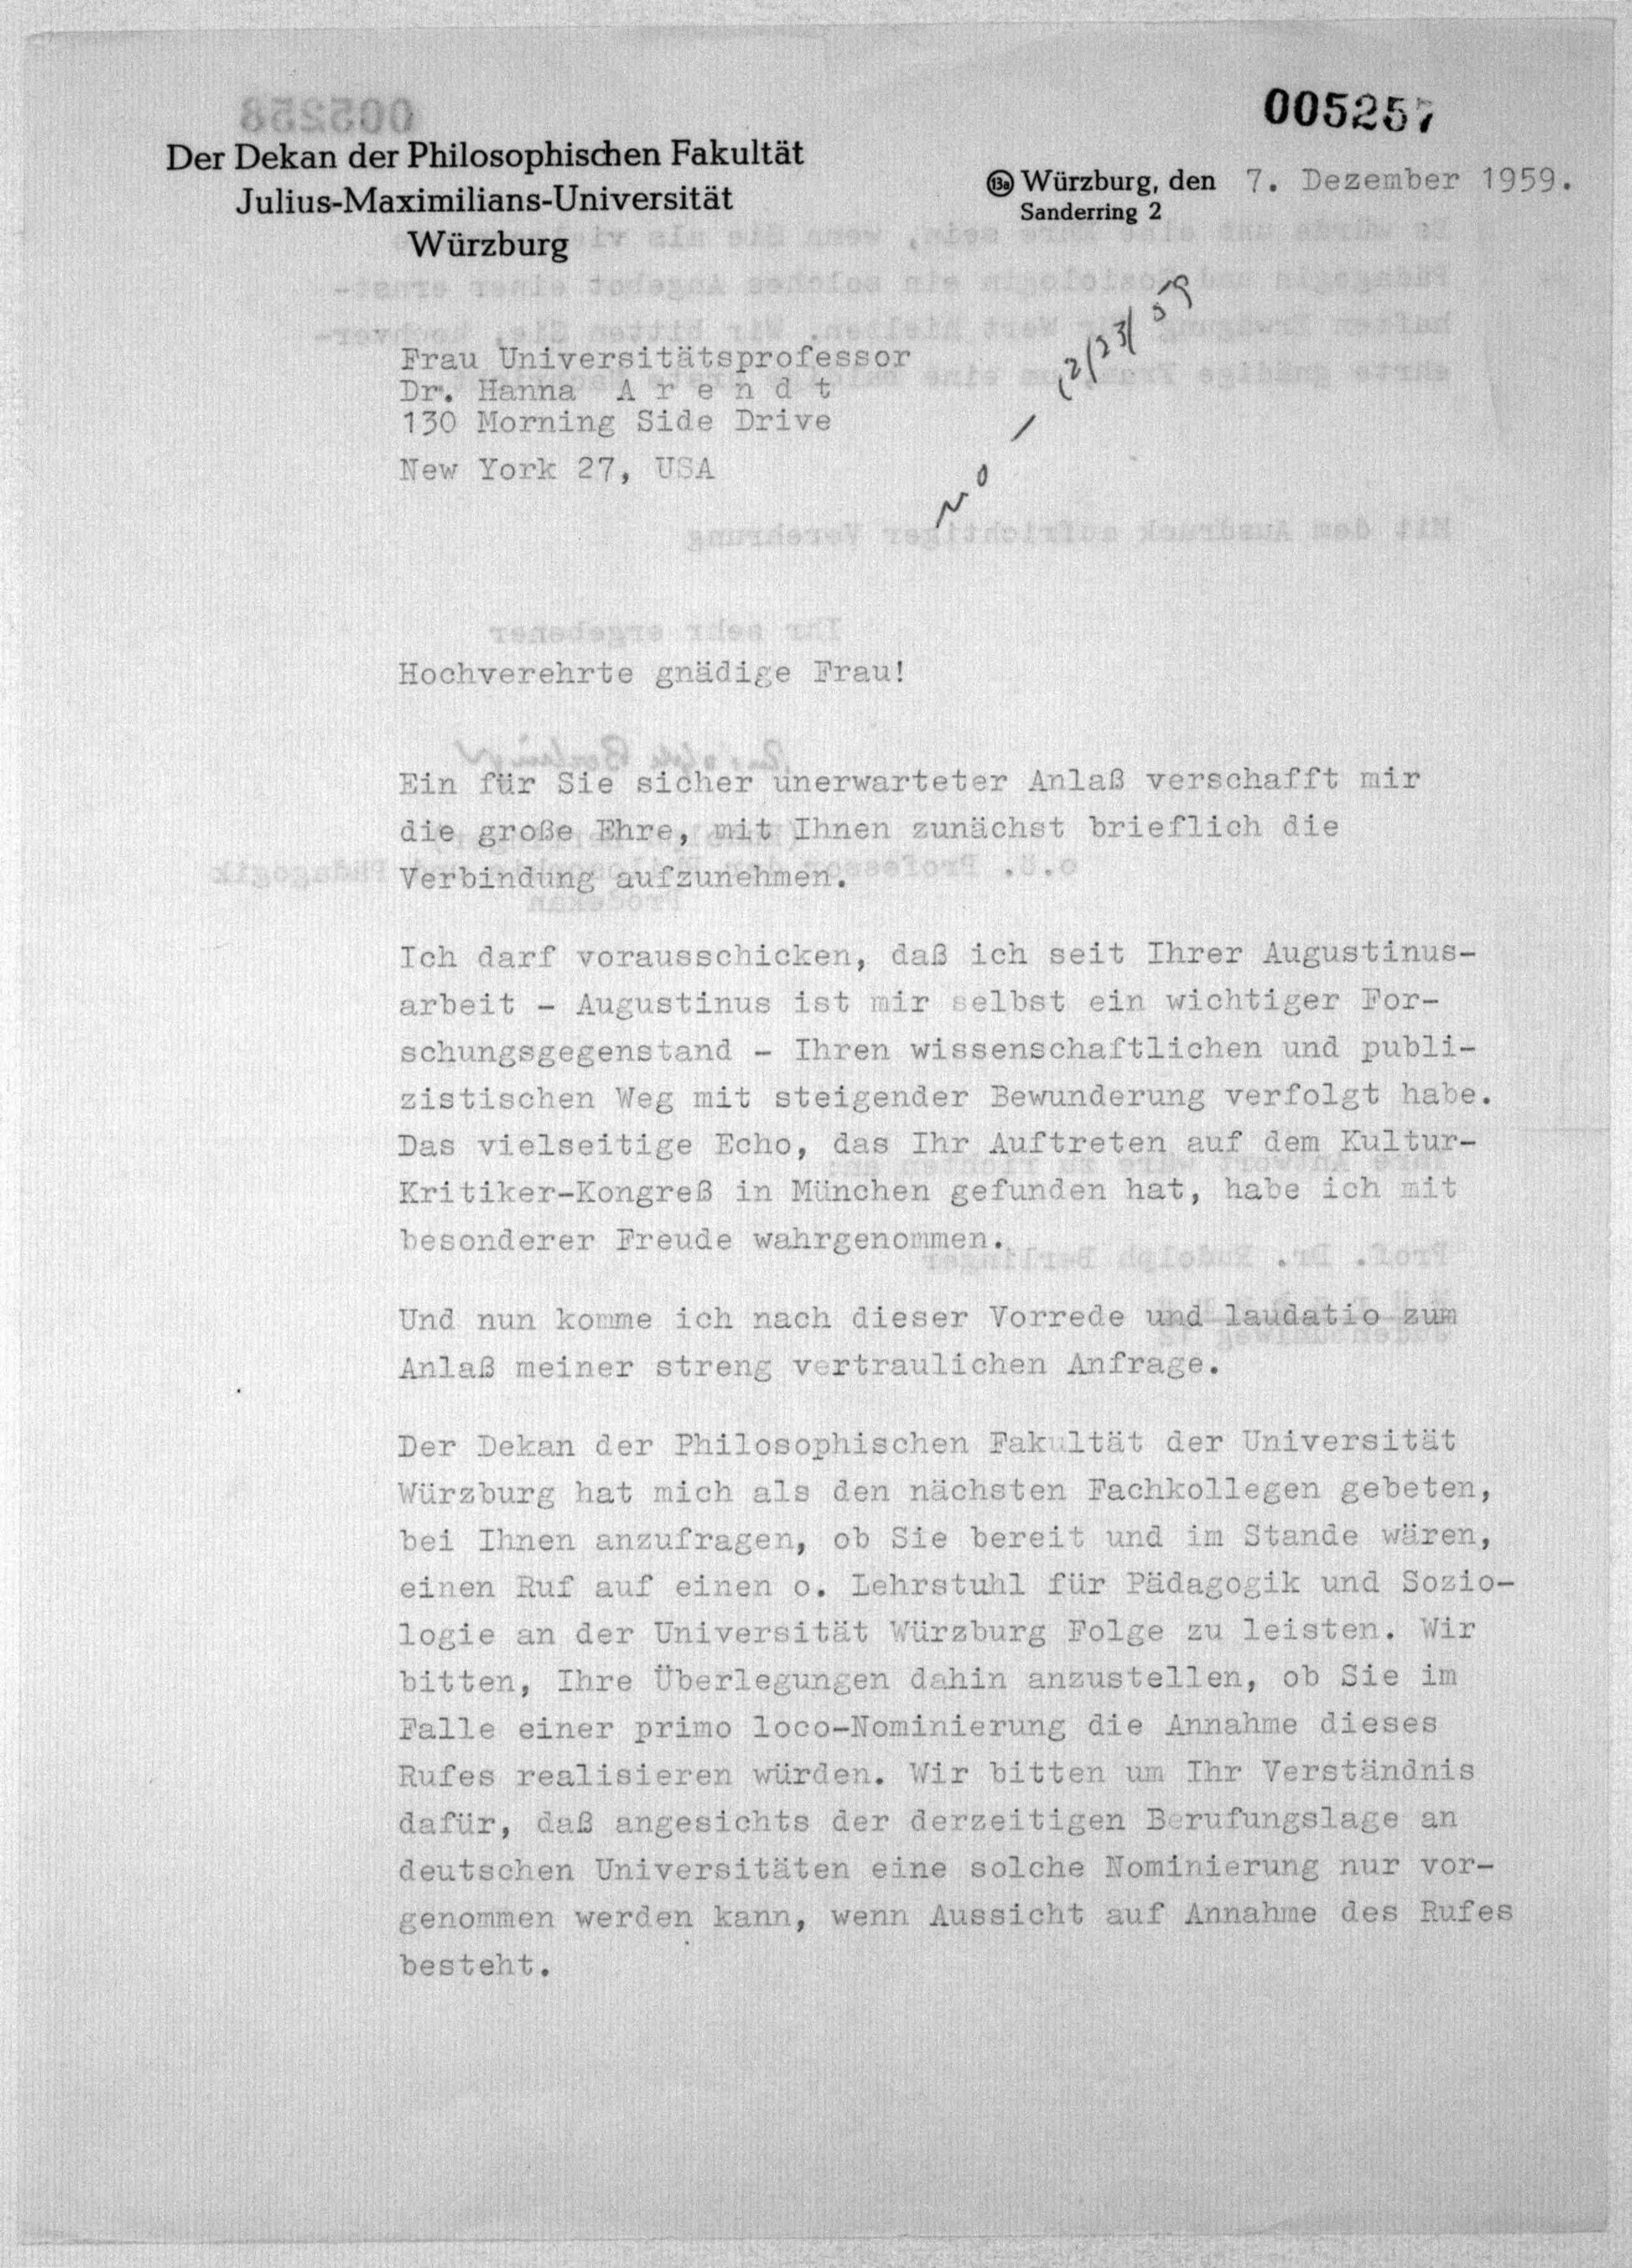 005257
Der Dekan der Philosophischen Fakultät
Julius-Maximilians-Universität
Würzburg
13a Würzburg, den 7. Dezember 1959.
Sanderring 2
no – 12/23/59
Frau Universitätsprofessor
Dr. Hanna A r e n d t
130 Morning Side Drive
New York 27, USA
Hochverehrte gnädige Frau!
Ein für Sie sicher unerwarteter Anlaß verschafft mir
die große Ehre, mit Ihnen zunächst brieflich die
Verbindung aufzunehmen.
Ich darf vorausschicken, daß ich seit Ihrer Augustinus-
arbeit - Augustinus ist mir selbst ein wichtiger For-
schungsgegenstand - Ihren wissenschaftlichen und publi-
zistischen Weg mit steigender Bewunderung verfolgt habe.
Das vielseitige Echo, das Ihr Auftreten auf dem Kultur-
Kritiker-Kongreß in München gefunden hat, habe ich mit
besonderer Freude wahrgenommen.
Und nun komme ich nach dieser Vorrede und laudatio zum
Anlaß meiner streng vertraulichen Anfrage.
Der Dekan der Philosophischen Fakultät der Universität
Würzburg hat mich als den nächsten Fachkollegen gebeten,
bei Ihnen anzufragen, ob Sie bereit und im Stande wären,
einen Ruf auf einen o. Lehrstuhl für Pädagogik und Sozio-
logie an der Universität Würzburg Folge zu leisten. Wir
bitten, Ihre Überlegungen dahin anzustellen, ob Sie im
Falle einer primo loco-Nominierung die Annahme dieses
Rufes realisieren würden. Wir bitten um Ihr Verständnis
dafür, daß angesichts der derzeitigen Berufungslage an
deutschen Universitäten eine solche Nominierung nur vor-
genommen werden kann, wenn Aussicht auf Annahme des Rufes
besteht.